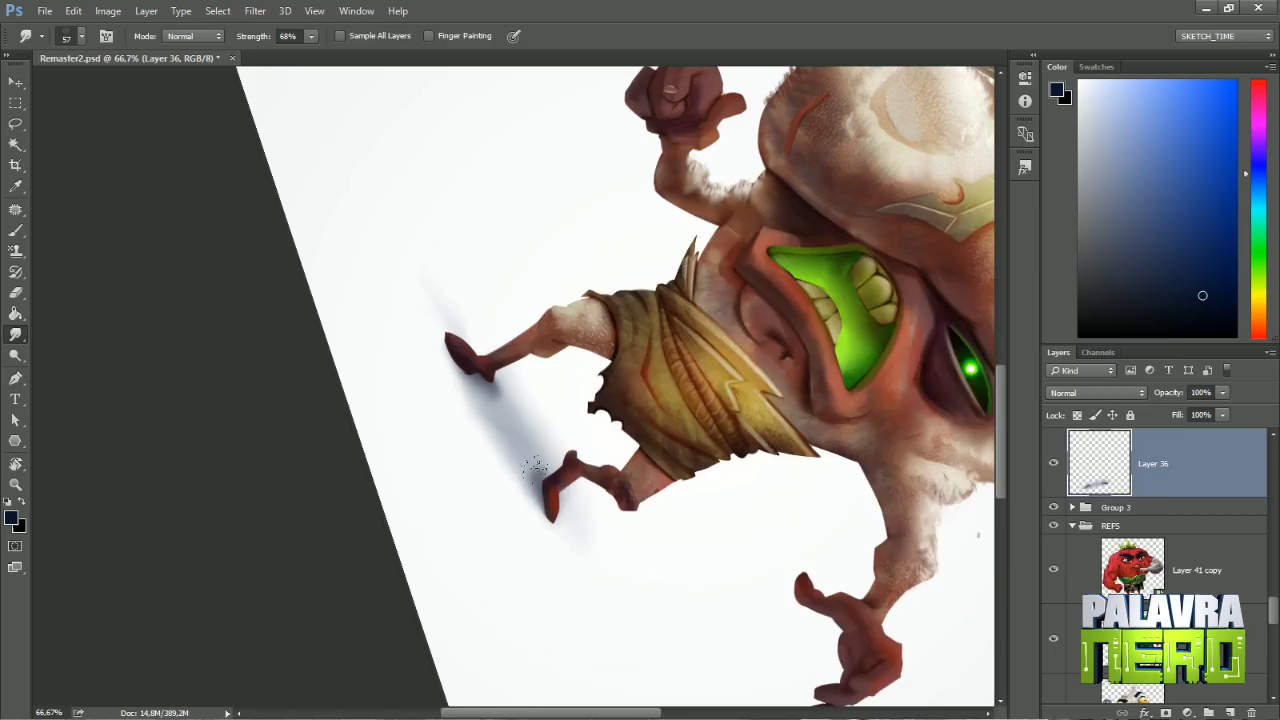 Ps File Edit Image Layer Type Select Filter 3D View Window Help
57 Mode: Normal Strength: 68% Sample All Layers Finger Painting SKETCH_TIME
Remaster2.psd @ 66,7% (Layer 36, RGB/8) *
Color Swatches
Layers Channels
Kind
Normal Opacity: 100%
Lock: Fill: 100%
Layer 36
Group 3
REFS
Layer 41 copy
PALAVRA
NERD
66,67% Doc: 14,8M/389,2M